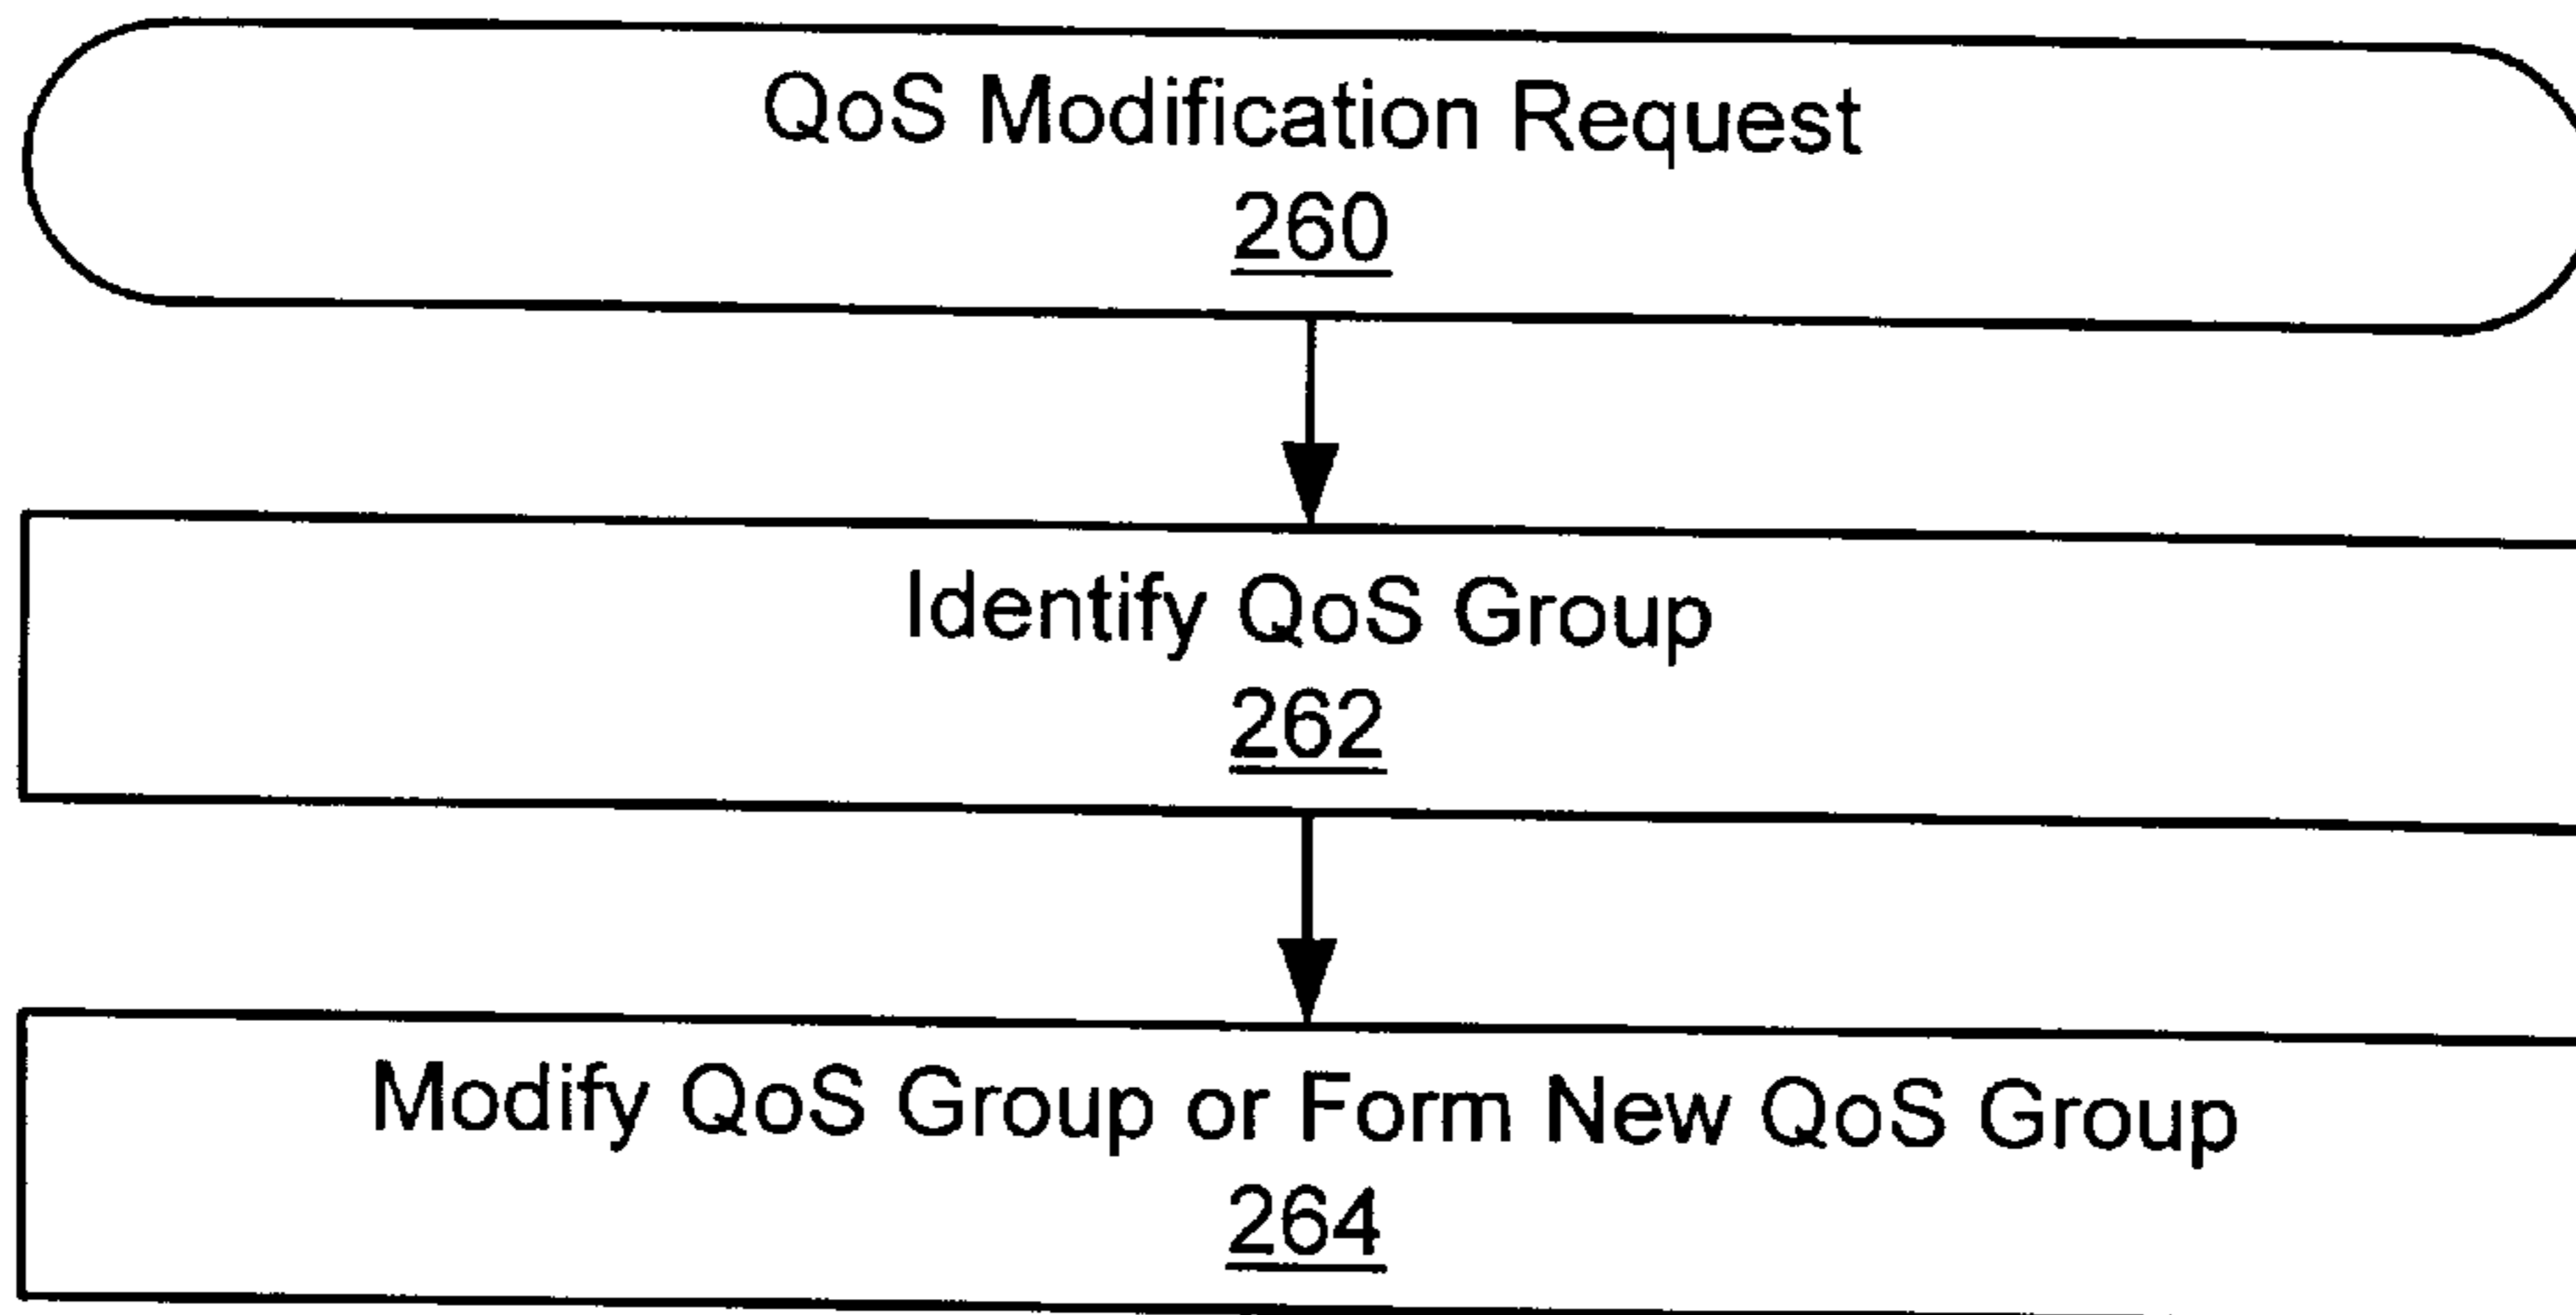 QoS Modification Request
260
Identify QoS Group
262
Modify QoS Group or Form New QoS Group
264